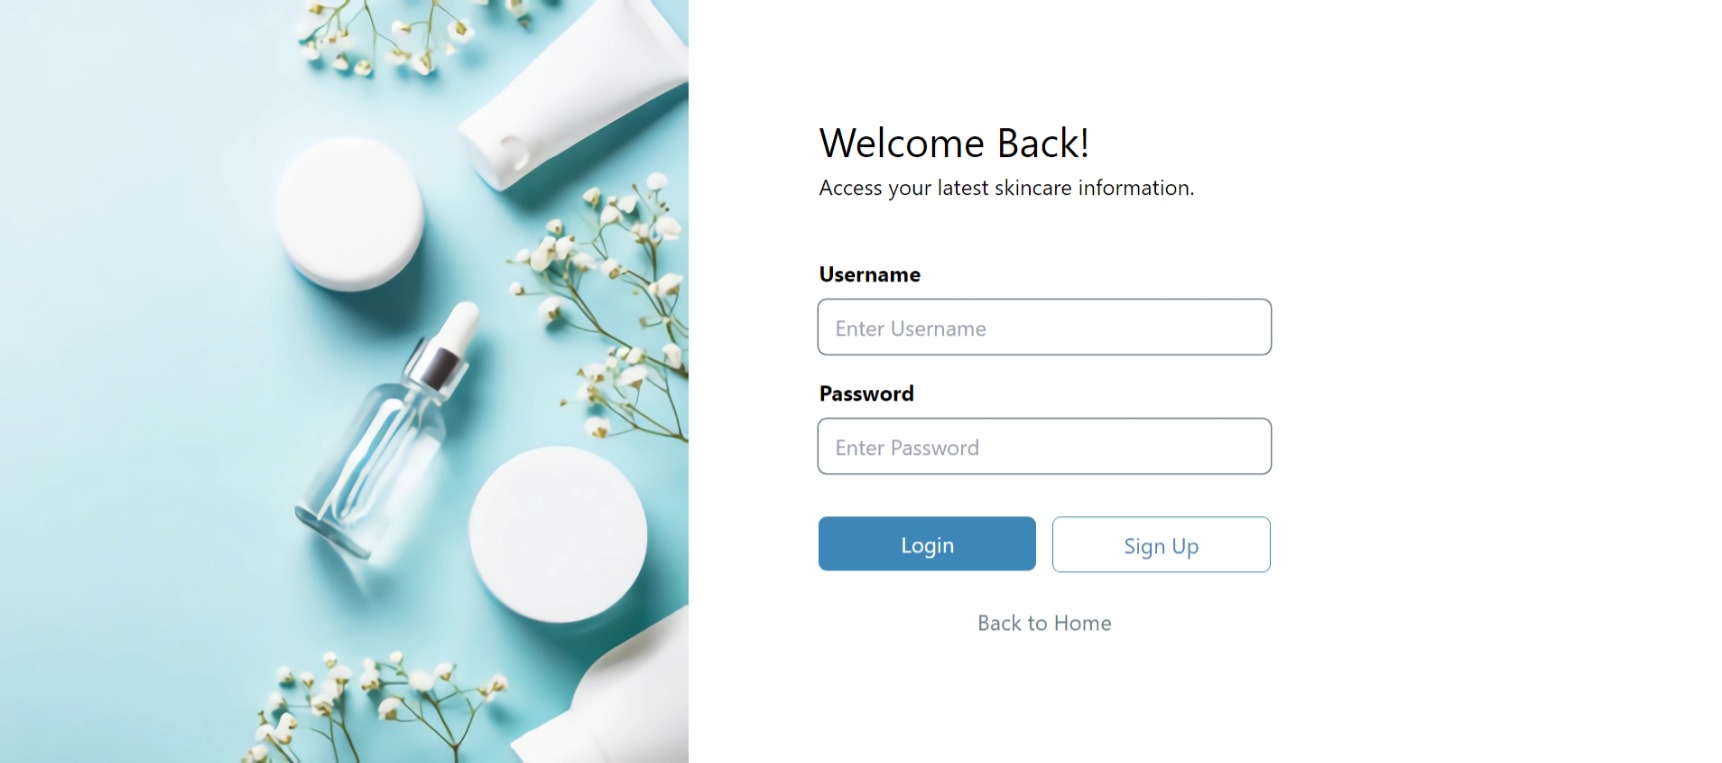 Welcome Back!
Access your latest skincare information.
Username
Enter Username
Password
Enter Password
Login
Sign Up
Back to Home